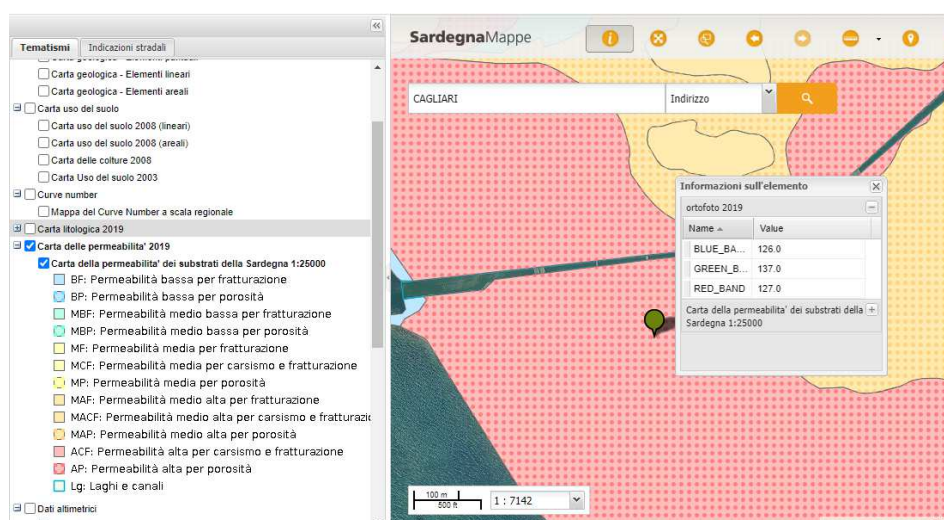 Tematismi
Indicazioni stradali
Carta geologica - Elementi puntuali
Carta geologica - Elementi lineari
Carta geologica - Elementi areali
Carta uso del suolo
Carta uso del suolo 2008 (lineari)
Carta uso del suolo 2008 (areali)
Carta delle colture 2008
Carta Uso del suolo 2003
Curve number
Mappa del Curve Number a scala regionale
Carta litologica 2019
Carta delle permeabilita' 2019
Carta della permeabilita' dei substrati della Sardegna 1:25000
BF: Permeabilità bassa per fratturazione
BP: Permeabilità bassa per porosità
MBF: Permeabilità medio bassa per fratturazione
MBP: Permeabilità medio bassa per porosità
MF: Permeabilità media per fratturazione
MCF: Permeabilità media per carsismo e fratturazione
MP: Permeabilità media per porosità
MAF: Permeabilità medio alta per fratturazione
MACF: Permeabilità medio alta per carsismo e fratturazic
MAP: Permeabilità medio alta per porosità
ACF: Permeabilità alta per carsismo e fratturazione
AP: Permeabilità alta per porosità
Lg: Laghi e canali
Dati altimetrici
SardegnaMappe
CAGLIARI
Indirizzo
Informazioni sull'elemento
ortofoto 2019
Name Value
BLUE_BA... 126.0
GREEN_B... 137.0
RED_BAND 127.0
Carta della permeabilita' dei substrati della
Sardegna 1:25000
100 m
500 ft
1 : 7142